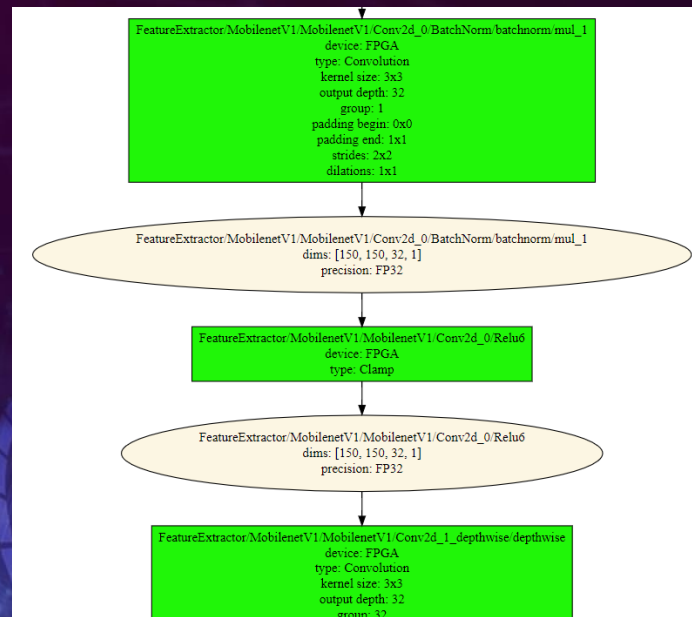 FeatureExtractor/MobilenetV1/MobilenetV1/Conv2d_0/BatchNorm/batchnorm/mul_1
device: FPGA
type: Convolution
kernel size: 3x3
output depth: 32
group: 1
padding begin: 0x0
padding end: 1x1
strides: 2x2
dilations: 1x1
FeatureExtractor/MobilenetV1/MobilenetV1/Conv2d_0/BatchNorm/batchnorm/mul_1
dims: [150, 150, 32, 1]
precision: FP32
FeatureExtractor/MobilenetV1/MobilenetV1/Conv2d_0/Relu6
device: FPGA
type: Clamp
FeatureExtractor/MobilenetV1/MobilenetV1/Conv2d_0/Relu6
dims: [150, 150, 32, 1]
precision: FP32
FeatureExtractor/MobilenetV1/MobilenetV1/Conv2d_1_depthwise/depthwise
device: FPGA
type: Convolution
kernel size: 3x3
output depth: 32
group: 32